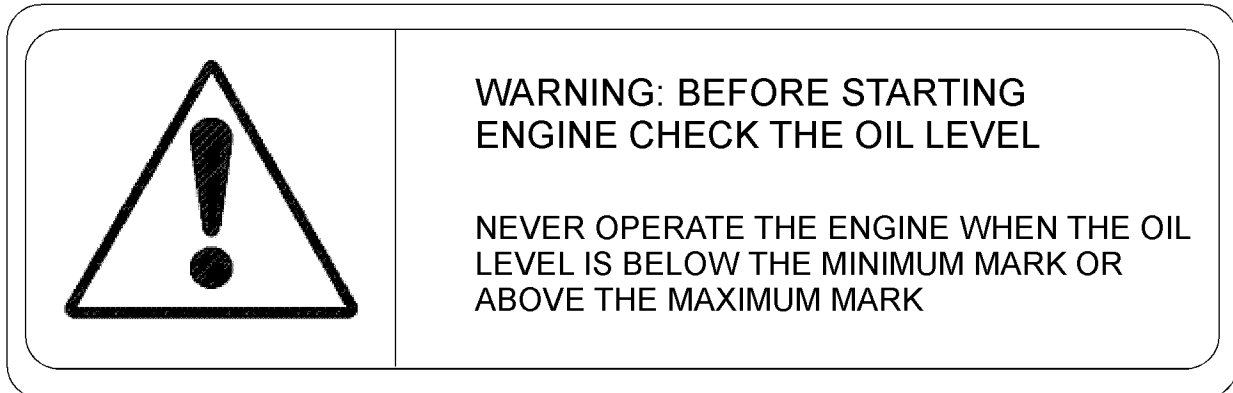 WARNING: BEFORE STARTING
ENGINE CHECK THE OIL LEVEL
NEVER OPERATE THE ENGINE WHEN THE OIL
LEVEL IS BELOW THE MINIMUM MARK OR
ABOVE THE MAXIMUM MARK